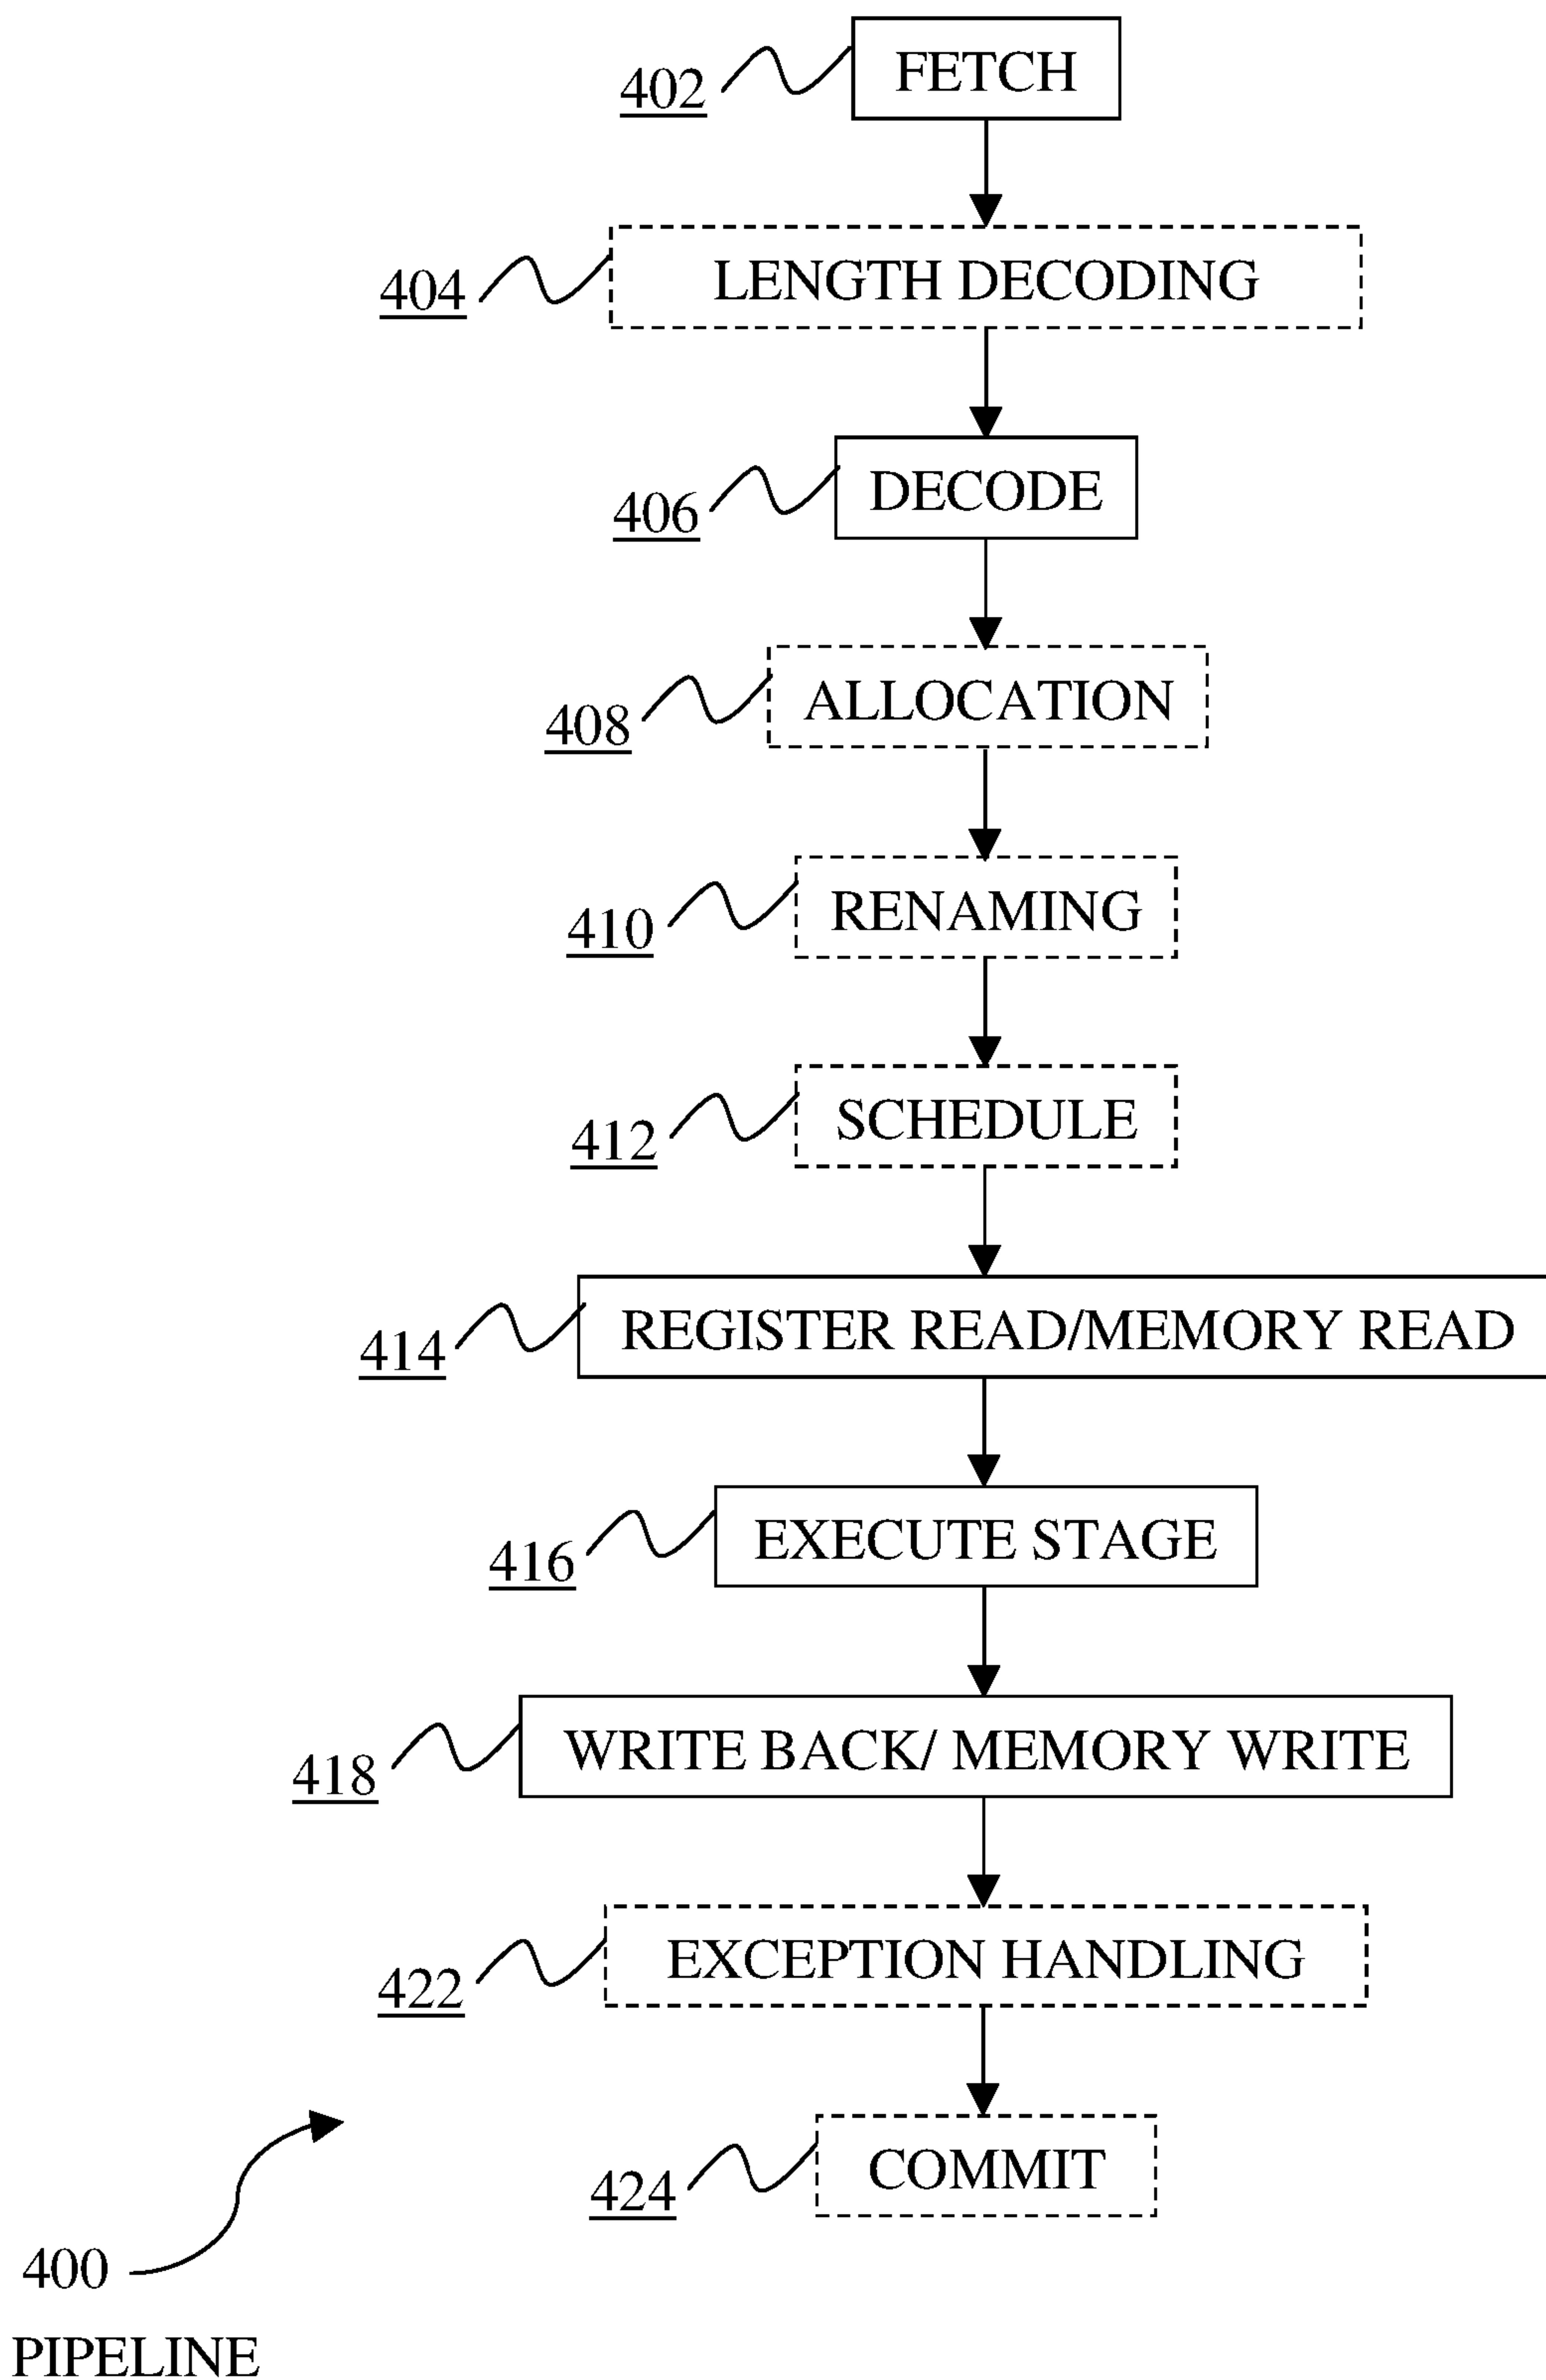 FETCH
402
LENGTH DECODING
404
DECODE
406
ALLOCATION
408
RENAMING
410
SCHEDULE
412
REGISTER READ/MEMORY READ
414
EXECUTE STAGE
416
WRITE BACK/ MEMORY WRITE
418
EXCEPTION HANDLING
422
COMMIT
424
400
PIPELINE